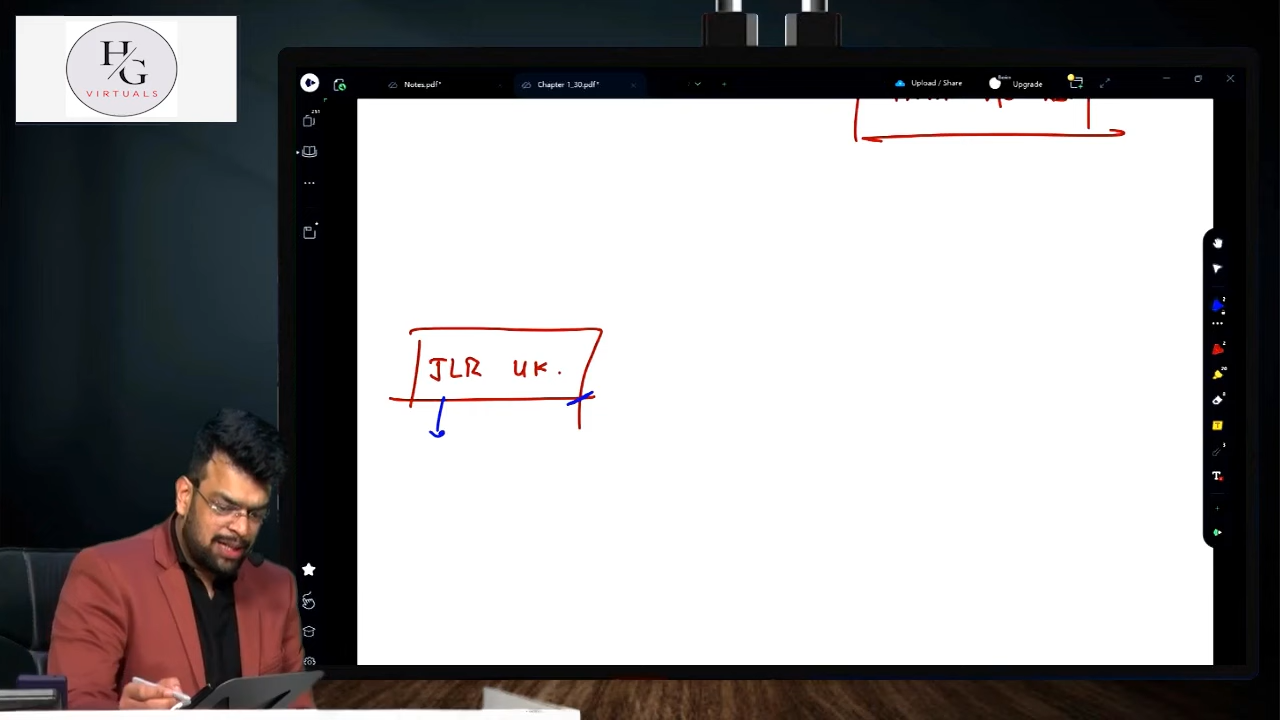 H/G
VIRTUALS
Notes.pdf*
Chapter 1_30.pdf*
Upload / Share
Upgrade
JLR UK.